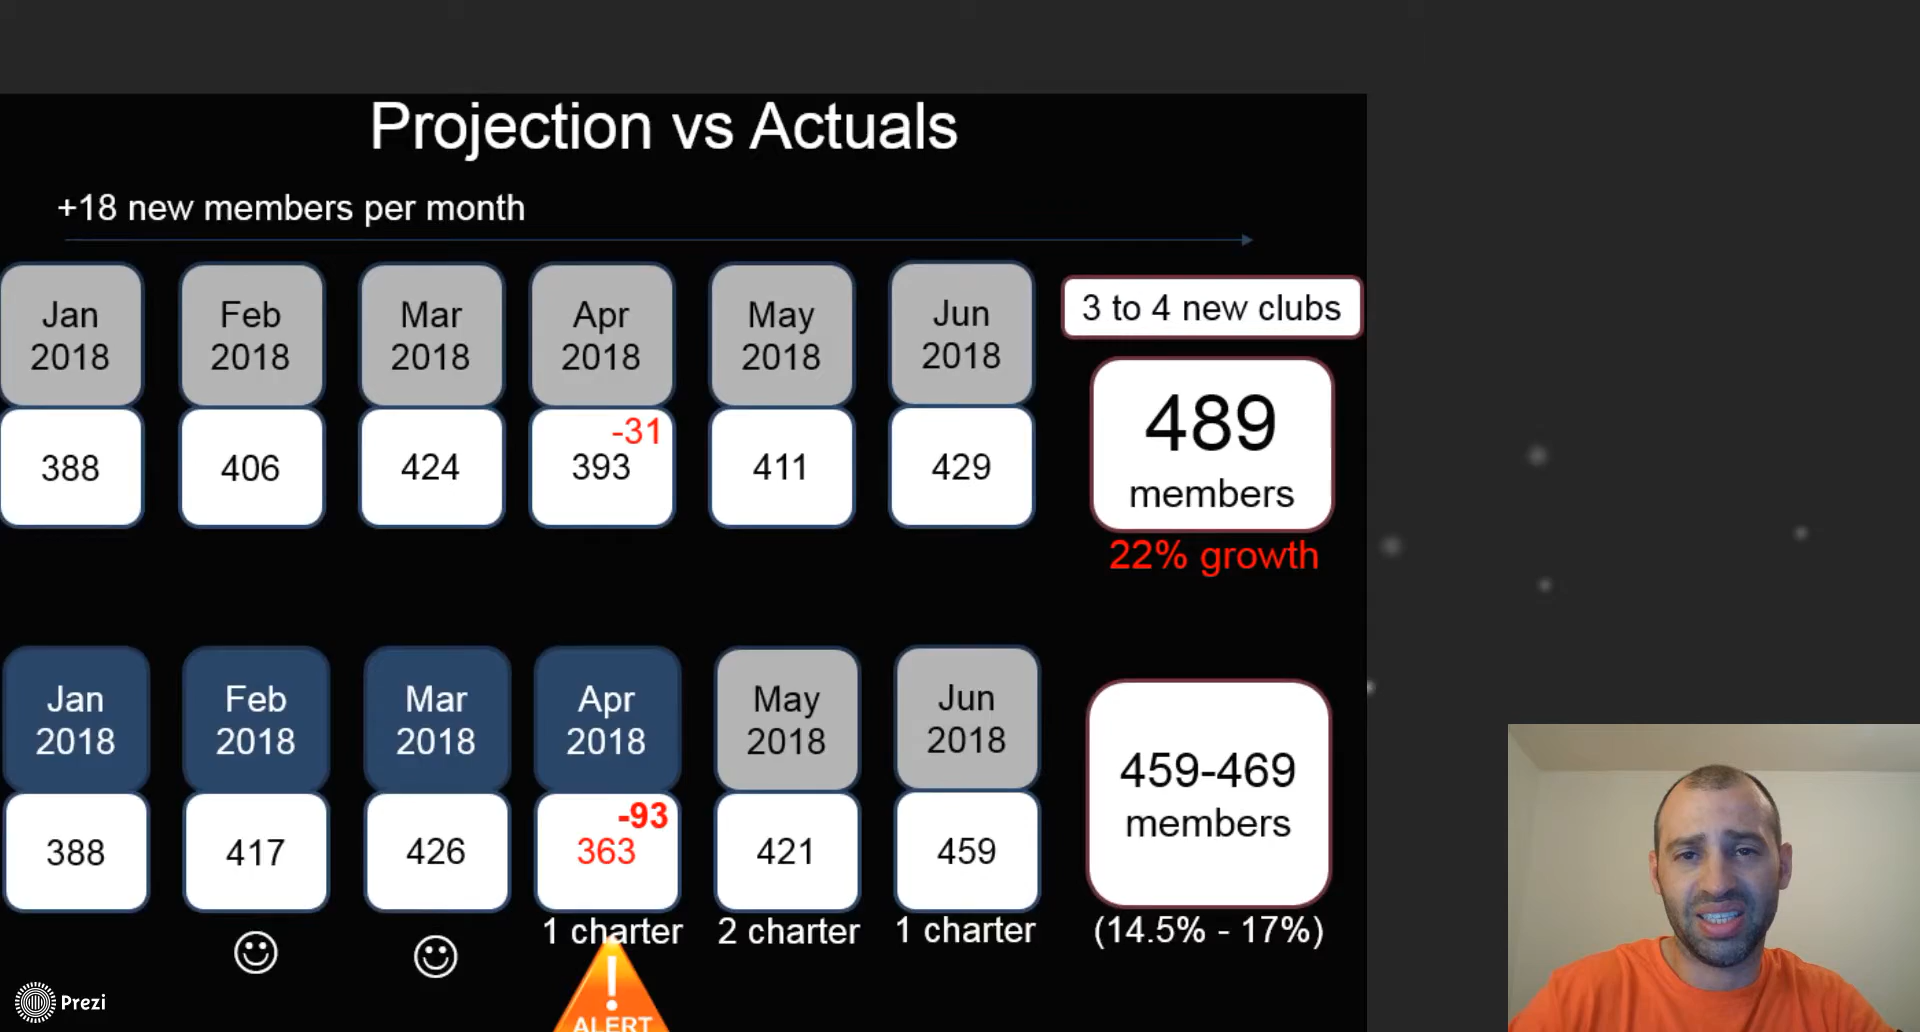 Projection vs Actuals
+18 new members per month
Jan
2018
Feb
2018
Mar
2018
Apr
2018
May
2018
Jun
2018
3 to 4 new clubs
388
406
424
-31
393
411
429
489
members
22% growth
Jan
2018
Feb
2018
Mar
2018
Apr
2018
May
2018
Jun
2018
388
417
426
-93
363
421
459
459-469
members
1 charter
2 charter
1 charter
(14.5% - 17%)
!
ALERT
Prezi